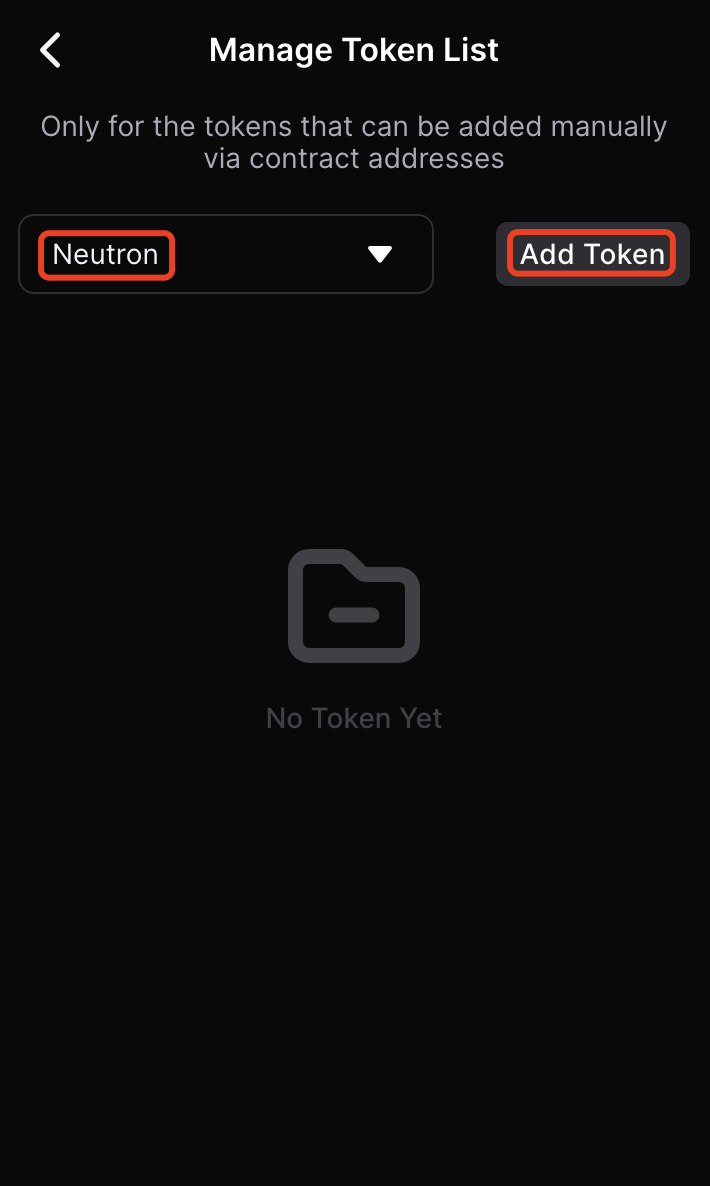 Manage Token List
Only for the tokens that can be added manually
via contract addresses
Neutron
Add Token
No Token Yet